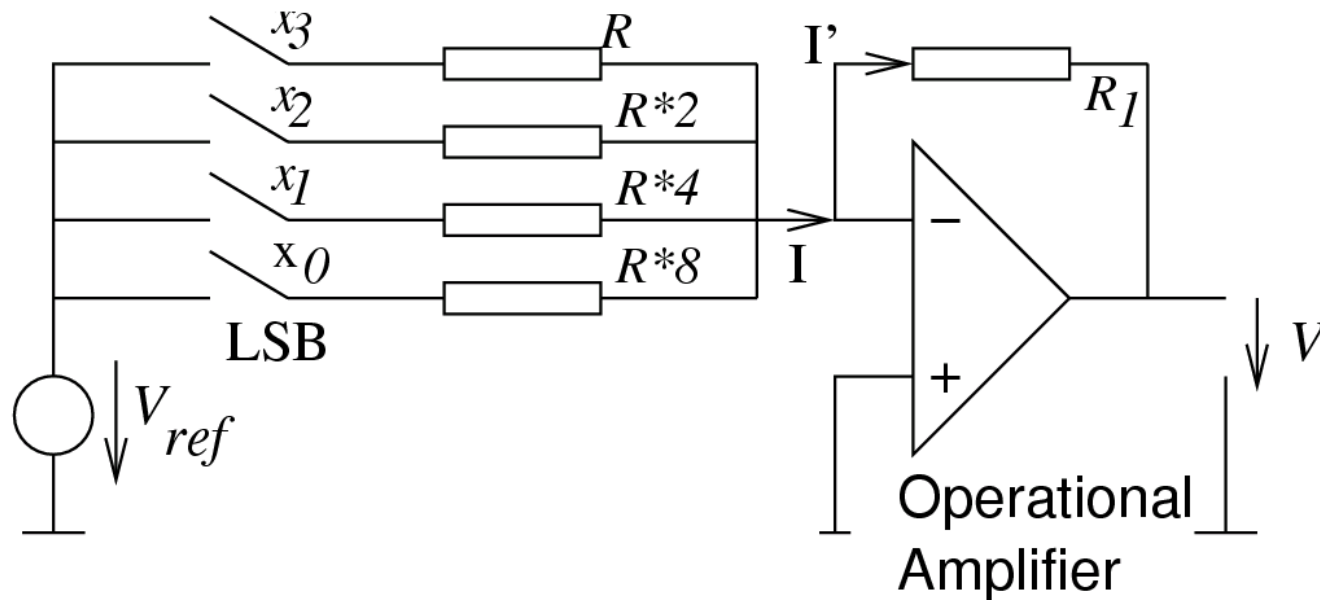 x3
R
I’
x2
R*2
R1
x1
R*4
−
x0
R*8
I
LSB
V
Vref
+
Operational
Amplifier